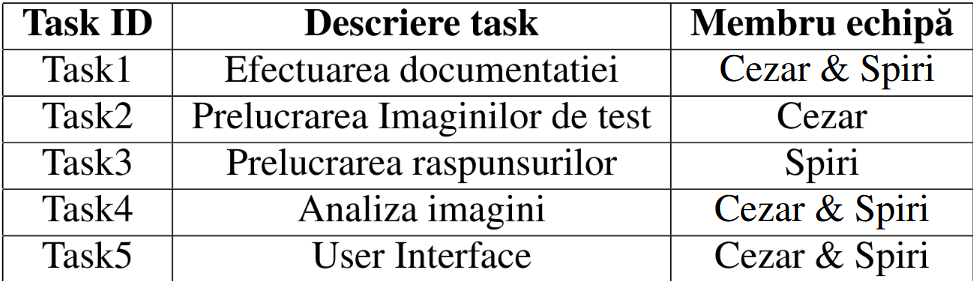 Task ID Descriere task Membru echipă
Task1 Efectuarea documentatiei Cezar & Spiri
Task2 Prelucrarea Imaginilor de test Cezar
Task3 Prelucrarea raspunsurilor Spiri
Task4 Analiza imagini Cezar & Spiri
Task5 User Interface Cezar & Spiri